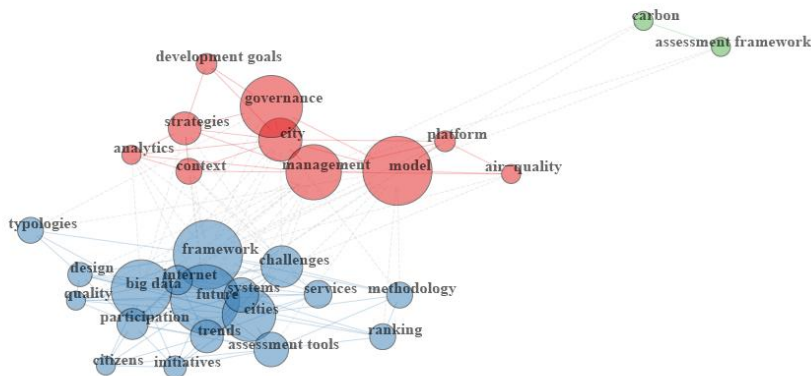 carbon
assessment framework
development goals
governance
strategies
city
platform
analytics
context
management
model
air-quality
typologies
framework
challenges
design
internet
big data
quality
future
systems
services
methodology
participation
cities
trends
ranking
assessment tools
citizens
initiatives